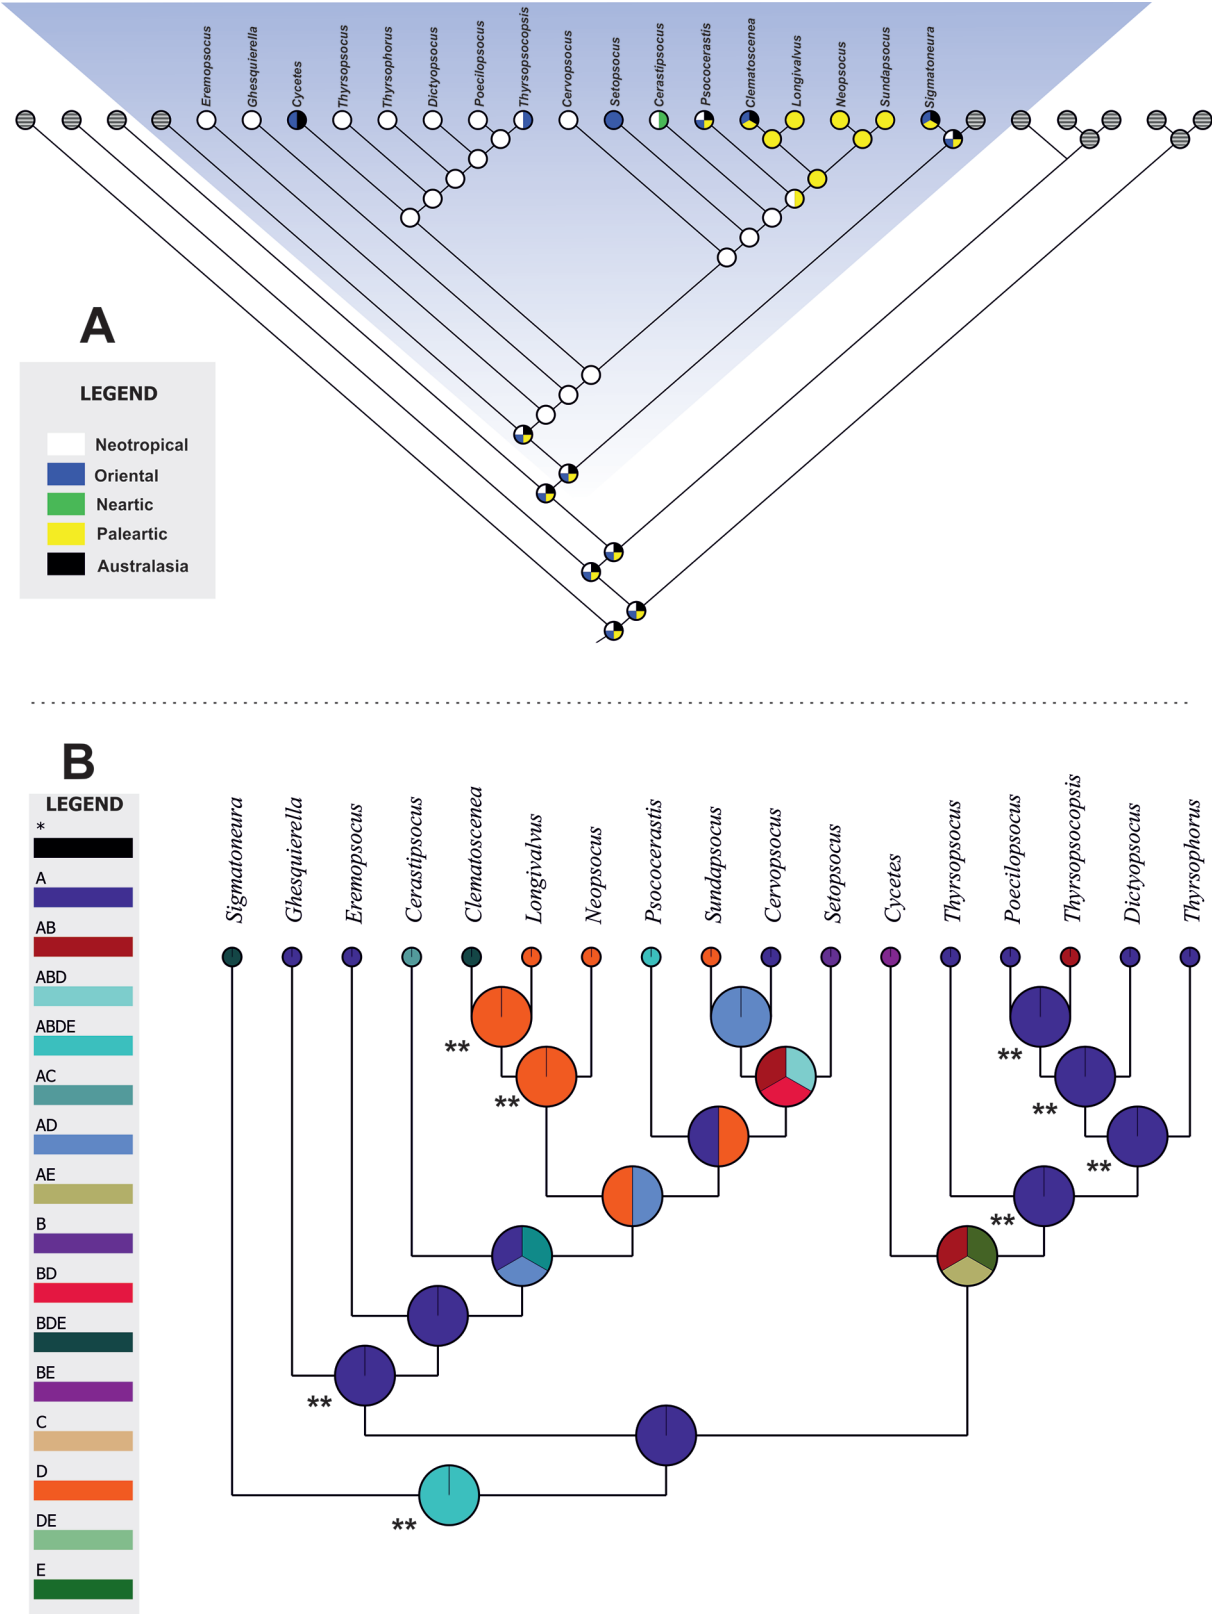 Eremopsocus
Ghesquierella
Cycetes
Thyrsopsocus
Thyrsophorus
Dictyopsocus
Poecilopsocus
Thyrsopsocopsis
Cervopsocus
Setopsocus
Cerastipsocus
Psococerastis
Clematoscenea
Longivalvus
Neopsocus
Sundapsocus
Sigmatoneura
A
LEGEND
Neotropical
Oriental
Neartic
Paleartic
Australasia
B
LEGEND
*
A
AB
ABD
ABDE
AC
AD
AE
B
BD
BDE
BE
C
D
DE
E
Sigmatoneura
Ghesquierella
Eremopsocus
Cerastipsocus
Clematoscenea
Longivalvus
Neopsocus
Psococerastis
Sundapsocus
Cervopsocus
Setopsocus
Cycetes
Thyrsopsocus
Poecilopsocus
Thyrsopsocopsis
Dictyopsocus
Thyrsophorus
**
**
**
**
**
**
**
**